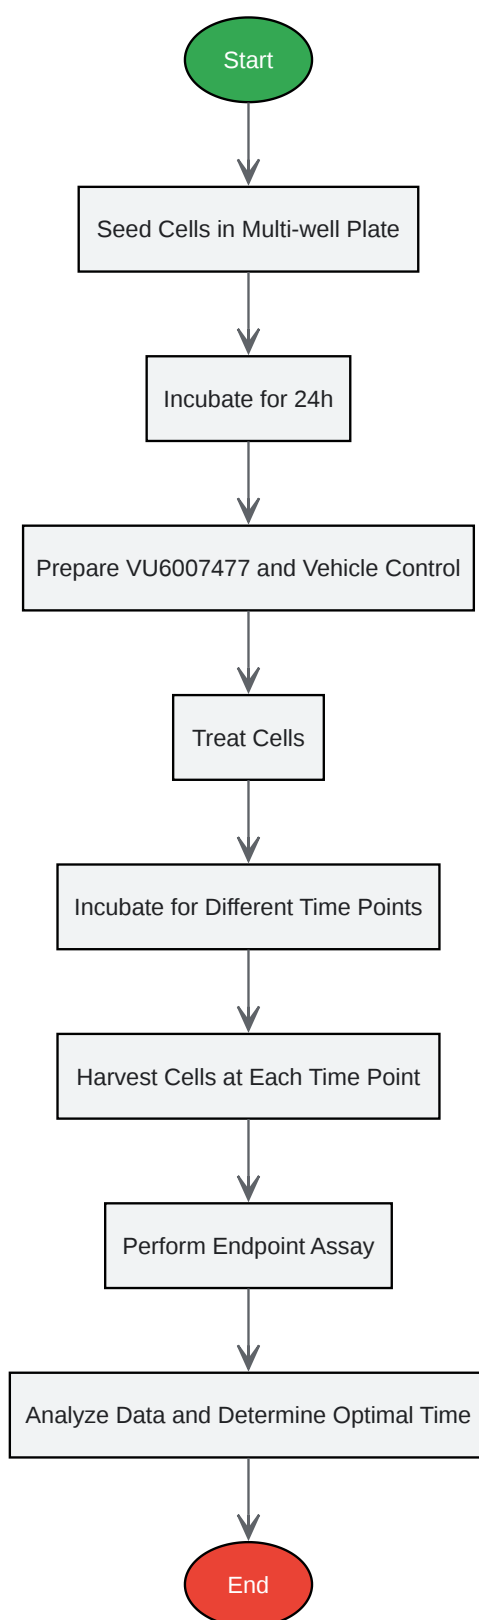 Start
Seed Cells in Multi-well Plate
Incubate for 24h
Prepare VU6007477 and Vehicle Control
Treat Cells
Incubate for Different Time Points
Harvest Cells at Each Time Point
Perform Endpoint Assay
Analyze Data and Determine Optimal Time
End